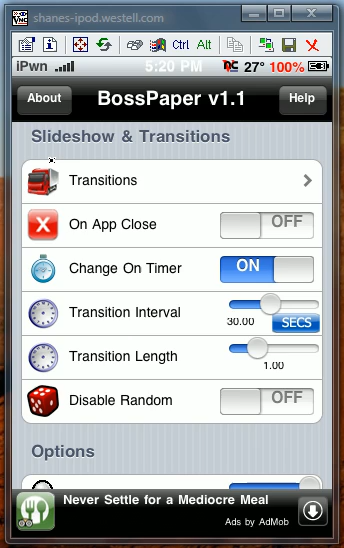 shanes-ipod.westell.com
Ctrl Alt
iPwn 5:20 PM 27° 100%
About BossPaper v1.1 Help
Slideshow & Transitions
Transitions
On App Close OFF
Change On Timer ON
Transition Interval 30.00 SECS
Transition Length 1.00
Disable Random OFF
Options
Never Settle for a Mediocre Meal
Ads by AdMob